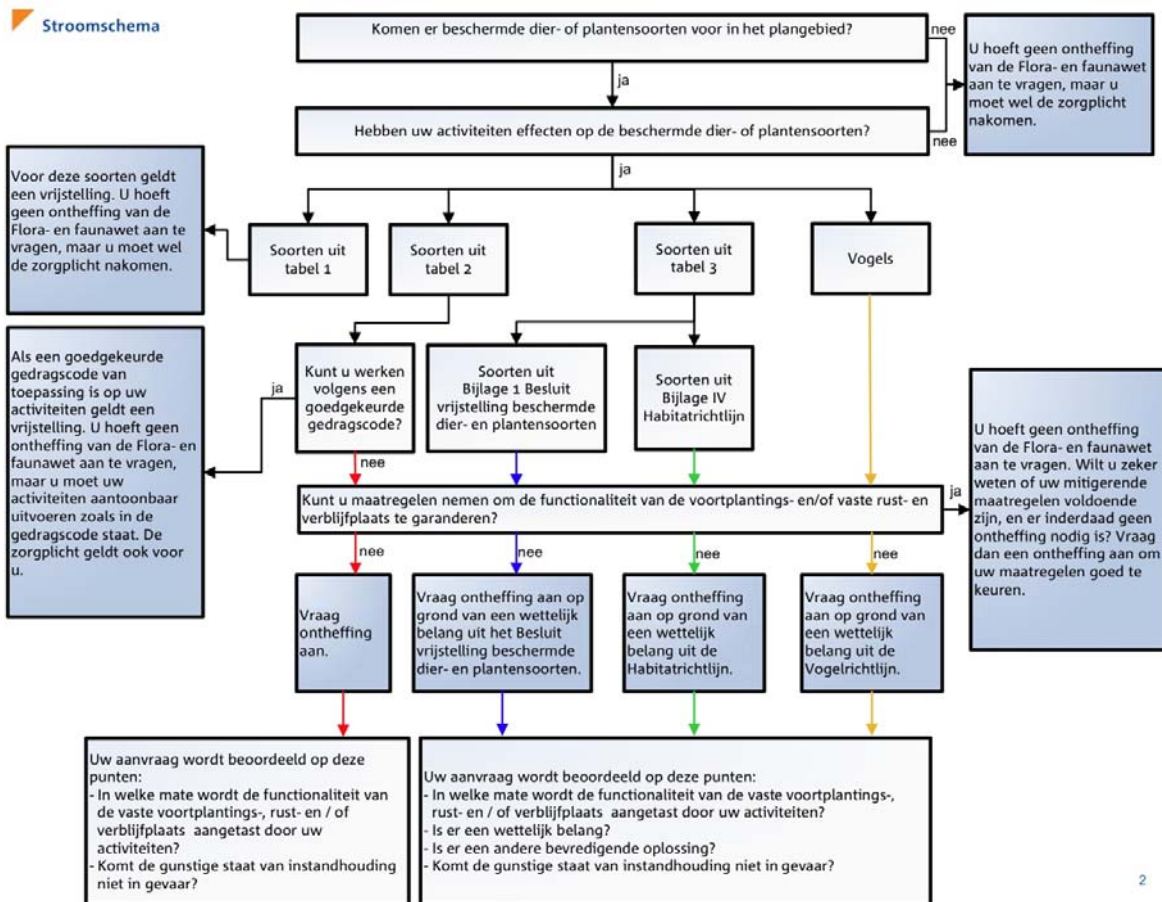 Stroomschema
Komen er beschermde dier- of plantensoorten voor in het plangebied?
nee
U hoeft geen ontheffing
van de Flora- en faunawet
aan te vragen, maar u
moet wel de zorgplicht
nakomen.
ja
Hebben uw activiteiten effecten op de beschermde dier- of plantensoorten?
nee
ja
Voor deze soorten geldt
een vrijstelling. U hoeft
geen ontheffing van de
Flora- en faunawet aan te
vragen, maar u moet wel
de zorgplicht nakomen.
Soorten uit
tabel 1
Soorten uit
tabel 2
Soorten uit
tabel 3
Vogels
Als een goedgekeurde
gedragscode van
toepassing is op uw
activiteiten geldt een
vrijstelling. U hoeft geen
ontheffing van de Flora- en
faunawet aan te vragen,
maar u moet uw
activiteiten aantoonbaar
uitvoeren zoals in de
gedragscode staat. De
zorgplicht geldt ook voor
u.
ja
Kunt u werken
volgens een
goedgekeurde
gedragscode?
Soorten uit
Bijlage 1 Besluit
vrijstelling beschermde
dier- en plantensoorten
Soorten uit
Bijlage IV
Habitatrichtlijn
nee
Kunt u maatregelen nemen om de functionaliteit van de voortplantings- en/of vaste rust- en
verblijfplaats te garanderen?
ja
U hoeft geen ontheffing
van de Flora- en faunawet
aan te vragen. Wilt u zeker
weten of uw mitigerende
maatregelen voldoende
zijn, en er inderdaad geen
ontheffing nodig is? Vraag
dan een ontheffing aan om
uw maatregelen goed te
keuren.
nee
nee
nee
nee
Vraag
ontheffing
aan.
Vraag ontheffing aan op
grond van een wettelijk
belang uit het Besluit
vrijstelling beschermde
dier- en plantensoorten.
Vraag ontheffing
aan op grond van
een wettelijk
belang uit de
Habitatrichtlijn.
Vraag ontheffing
aan op grond van
een wettelijk
belang uit de
Vogelrichtlijn.
Uw aanvraag wordt beoordeeld op deze
punten:
- In welke mate wordt de functionaliteit van
de vaste voortplantings-, rust- en / of
verblijfplaats aangetast door uw
activiteiten?
- Komt de gunstige staat van instandhouding
niet in gevaar?
Uw aanvraag wordt beoordeeld op deze punten:
- In welke mate wordt de functionaliteit van de vaste voortplantings-,
rust- en / of verblijfplaats aangetast door uw activiteiten?
- Is er een wettelijk belang?
- Is er een andere bevredigende oplossing?
- Komt de gunstige staat van instandhouding niet in gevaar?
2